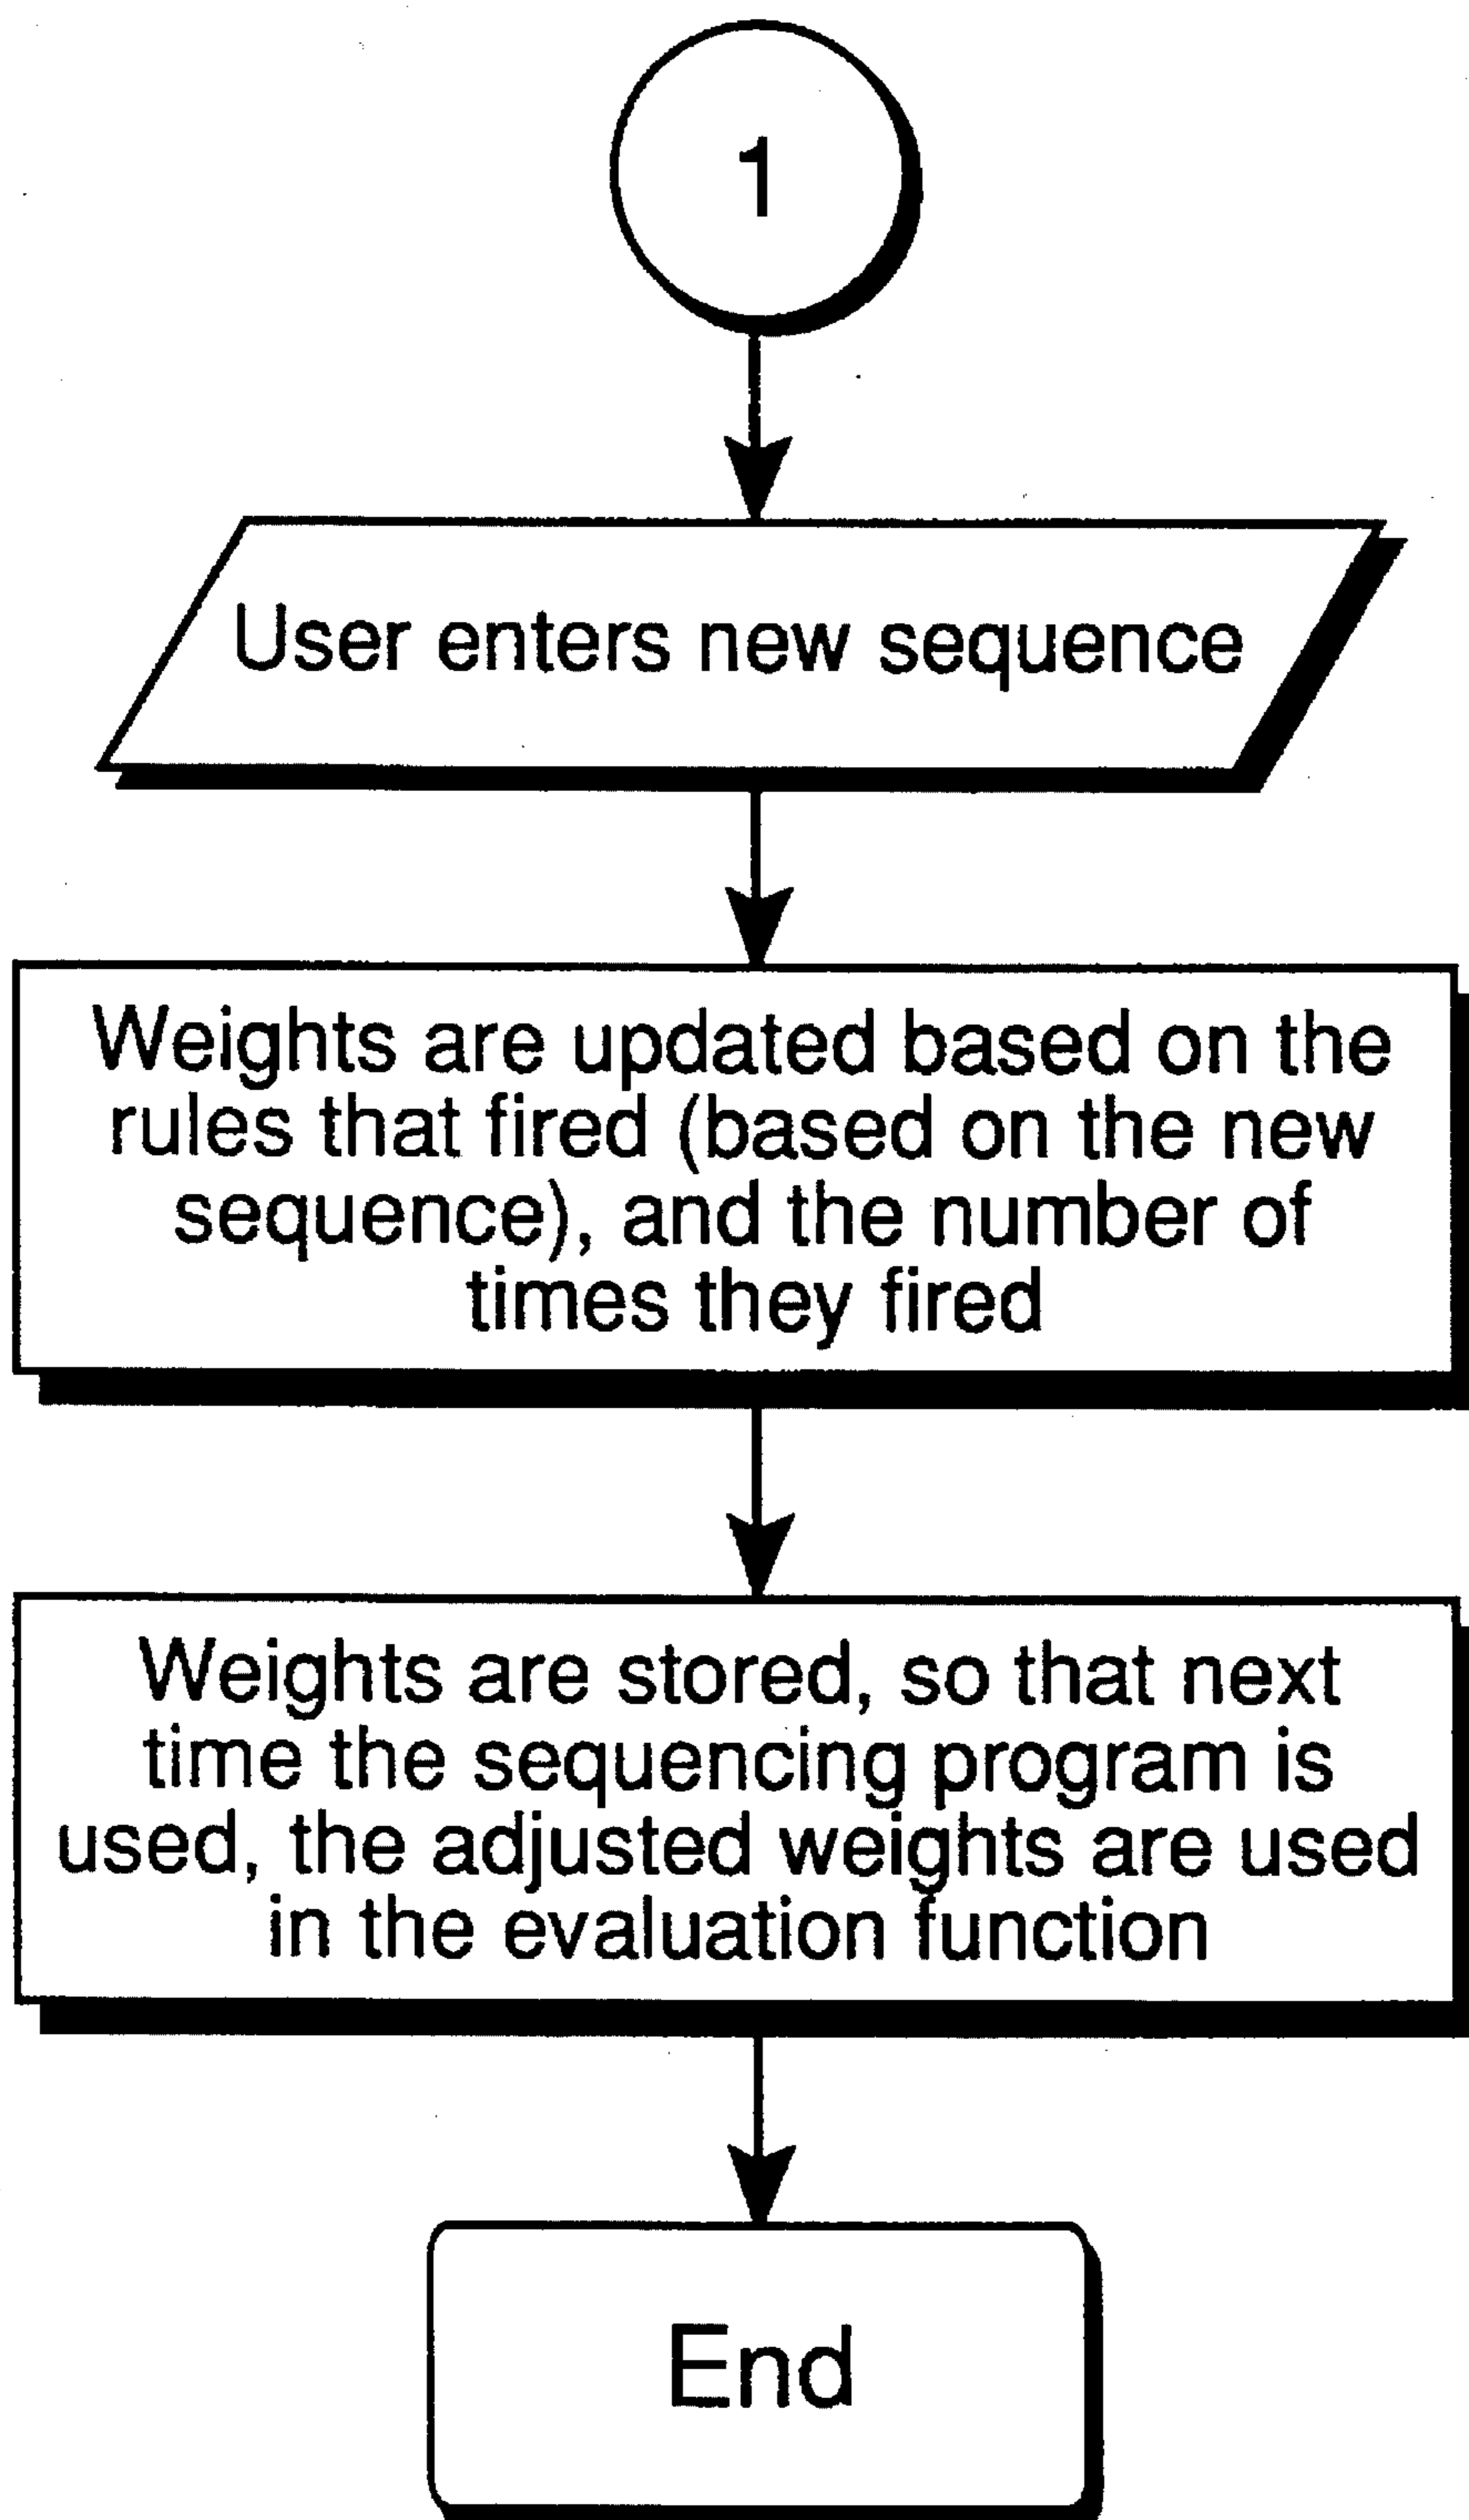 1
User enters new sequence
Weights are updated based on the
rules that fired (based on the new
sequence), and the number of
times they fired
Weights are stored, so that next
time the sequencing program is
used, the adjusted weights are used
in the evaluation function
End